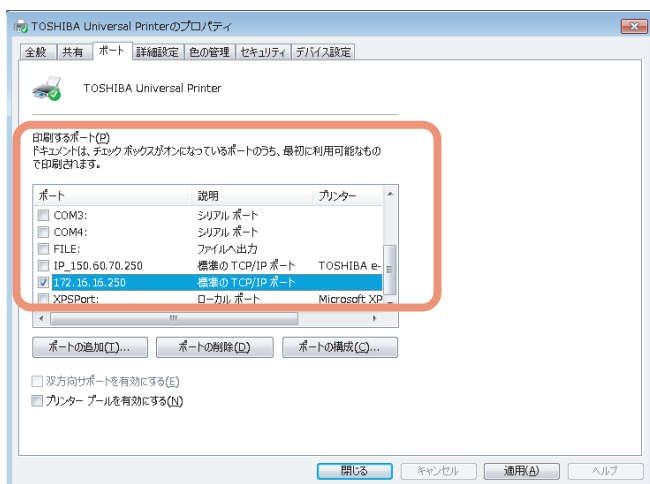 TOSHIBA Universal Printerのプロパティ
全般 共有 ポート 詳細設定 色の管理 セキュリティ デバイス設定
TOSHIBA Universal Printer
印刷するポート(P)
ドキュメントは、チェック ボックスがオンになっているポートのうち、最初に利用可能なもの
で印刷されます。
ポート 説明 プリンター
COM3: シリアル ポート
COM4: シリアル ポート
FILE: ファイルへ出力
IP_150.60.70.250 標準の TCP/IP ポート TOSHIBA e-
172.16.16.250 標準の TCP/IP ポート
XPSPort: ローカル ポート Microsoft XP
ポートの追加(T)... ポートの削除(D) ポートの構成(C)...
双方向サポートを有効にする(E)
プリンター プールを有効にする(N)
閉じる キャンセル 適用(A) ヘルプ